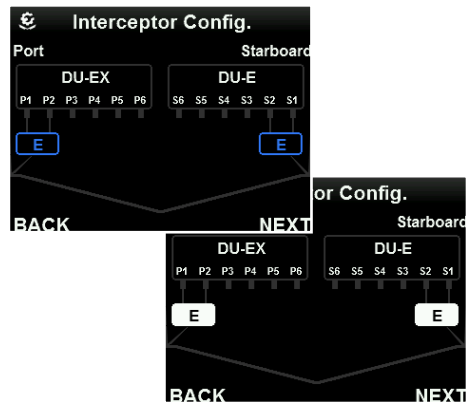 Interceptor Config.
Port Starboard
DU-EX DU-E
P1 P2 P3 P4 P5 P6 S6 S5 S4 S3 S2 S1
E E
BACK NEXT
or Config.
Starboard
DU-EX DU-E
P1 P2 P3 P4 P5 P6 S6 S5 S4 S3 S2 S1
E E
BACK NEXT